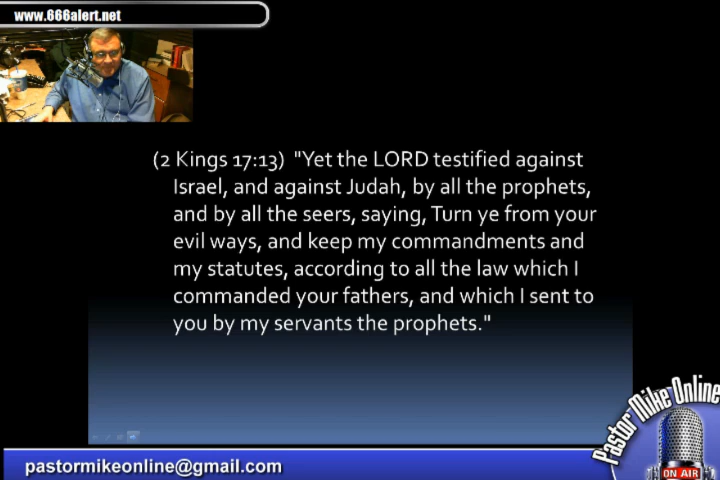 www.666alert.net
(2 Kings 17:13) "Yet the LORD testified against
Israel, and against Judah, by all the prophets,
and by all the seers, saying, Turn ye from your
evil ways, and keep my commandments and
my statutes, according to all the law which I
commanded your fathers, and which I sent to
you by my servants the prophets."
Pastor Mike Online
ON AIR
pastormikeonline@gmail.com